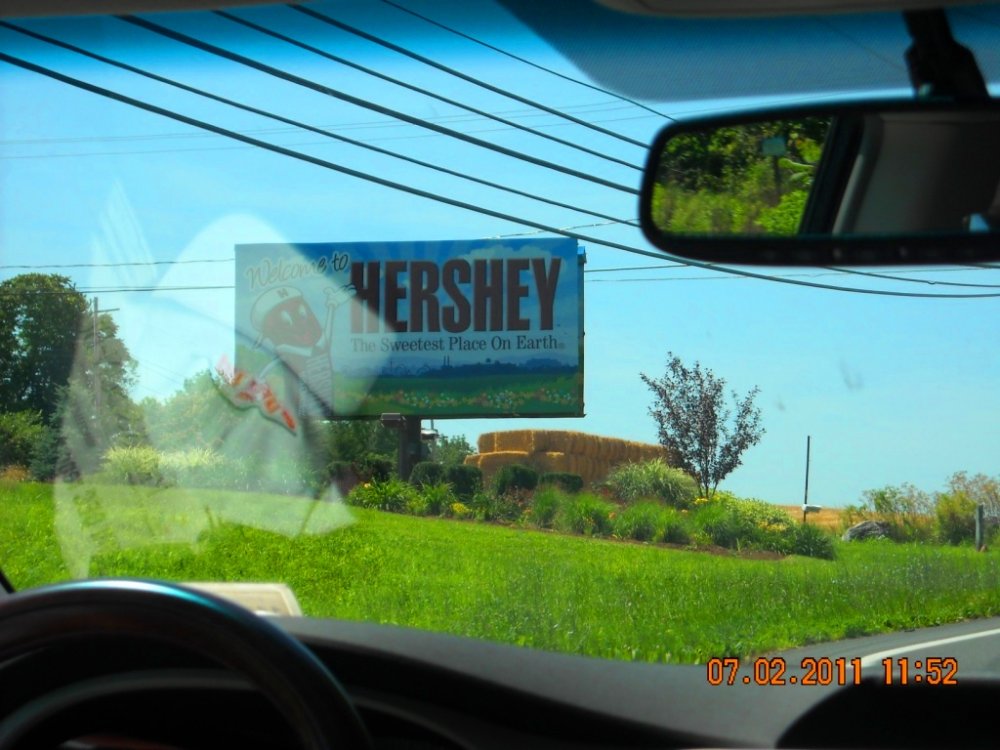 Welcome to
HERSHEY
The Sweetest Place On Earth®
07.02.2011 11:52